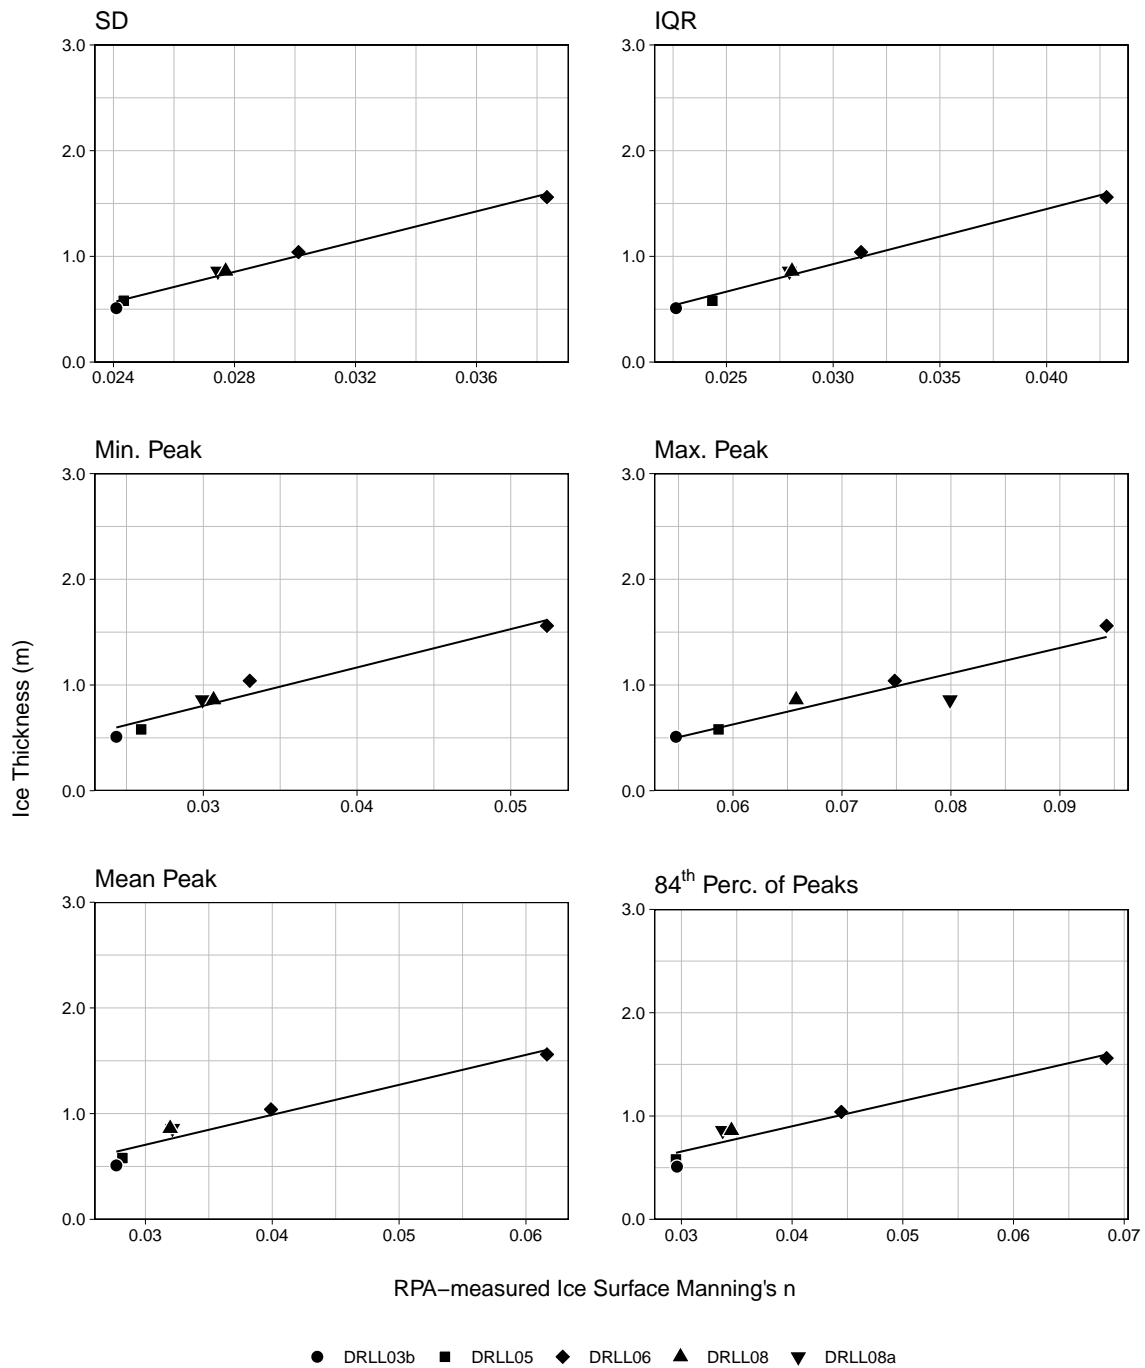 SD
IQR
3.0
2.0
1.0
0.0
0.024 0.028 0.032 0.036
3.0
2.0
1.0
0.0
0.025 0.030 0.035 0.040
Min. Peak
Max. Peak
3.0
2.0
1.0
0.0
0.03 0.04 0.05
3.0
2.0
1.0
0.0
0.06 0.07 0.08 0.09
Ice Thickness (m)
Mean Peak
84th Perc. of Peaks
3.0
2.0
1.0
0.0
0.03 0.04 0.05 0.06
3.0
2.0
1.0
0.0
0.03 0.04 0.05 0.06 0.07
RPA−measured Ice Surface Manning's n
DRLL03b DRLL05 DRLL06 DRLL08 DRLL08a